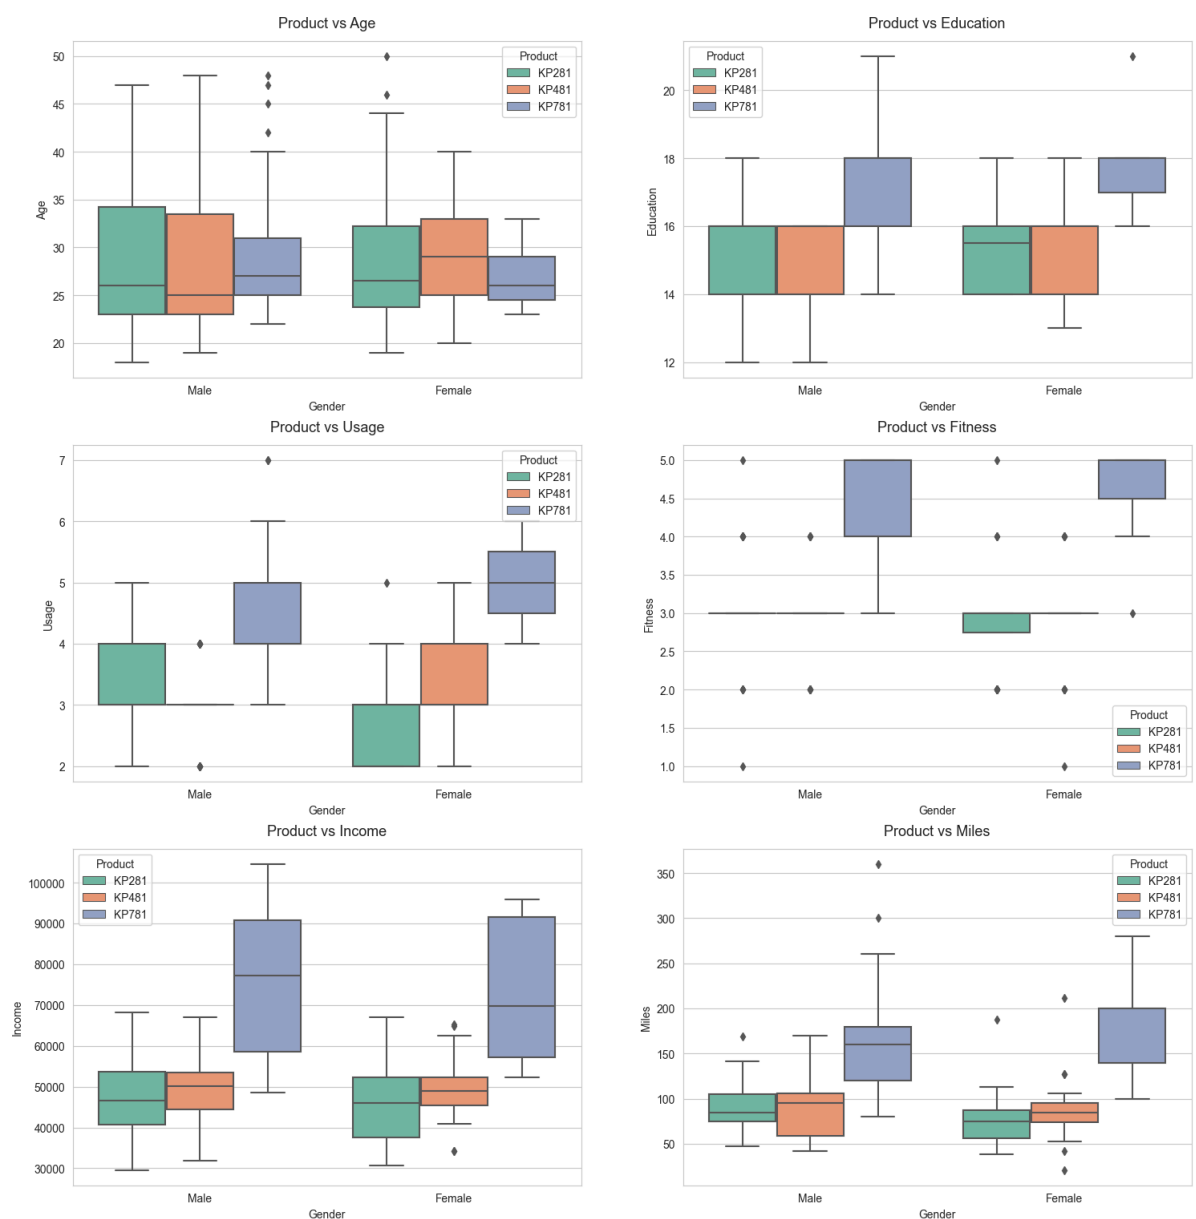 Product vs Age
50
45
40
35
30
25
20
Age
Product
KP281
KP481
KP781
Male
Female
Gender
Product vs Education
20
18
16
14
12
Education
Product
KP281
KP481
KP781
Male
Female
Gender
Product vs Usage
7
6
5
4
3
2
Usage
Product
KP281
KP481
KP781
Male
Female
Gender
Product vs Fitness
5.0
4.5
4.0
3.5
3.0
2.5
2.0
1.5
1.0
Fitness
Product
KP281
KP481
KP781
Male
Female
Gender
Product vs Income
100000
90000
80000
70000
60000
50000
40000
30000
Income
Product
KP281
KP481
KP781
Male
Female
Gender
Product vs Miles
350
300
250
200
150
100
50
Miles
Product
KP281
KP481
KP781
Male
Female
Gender